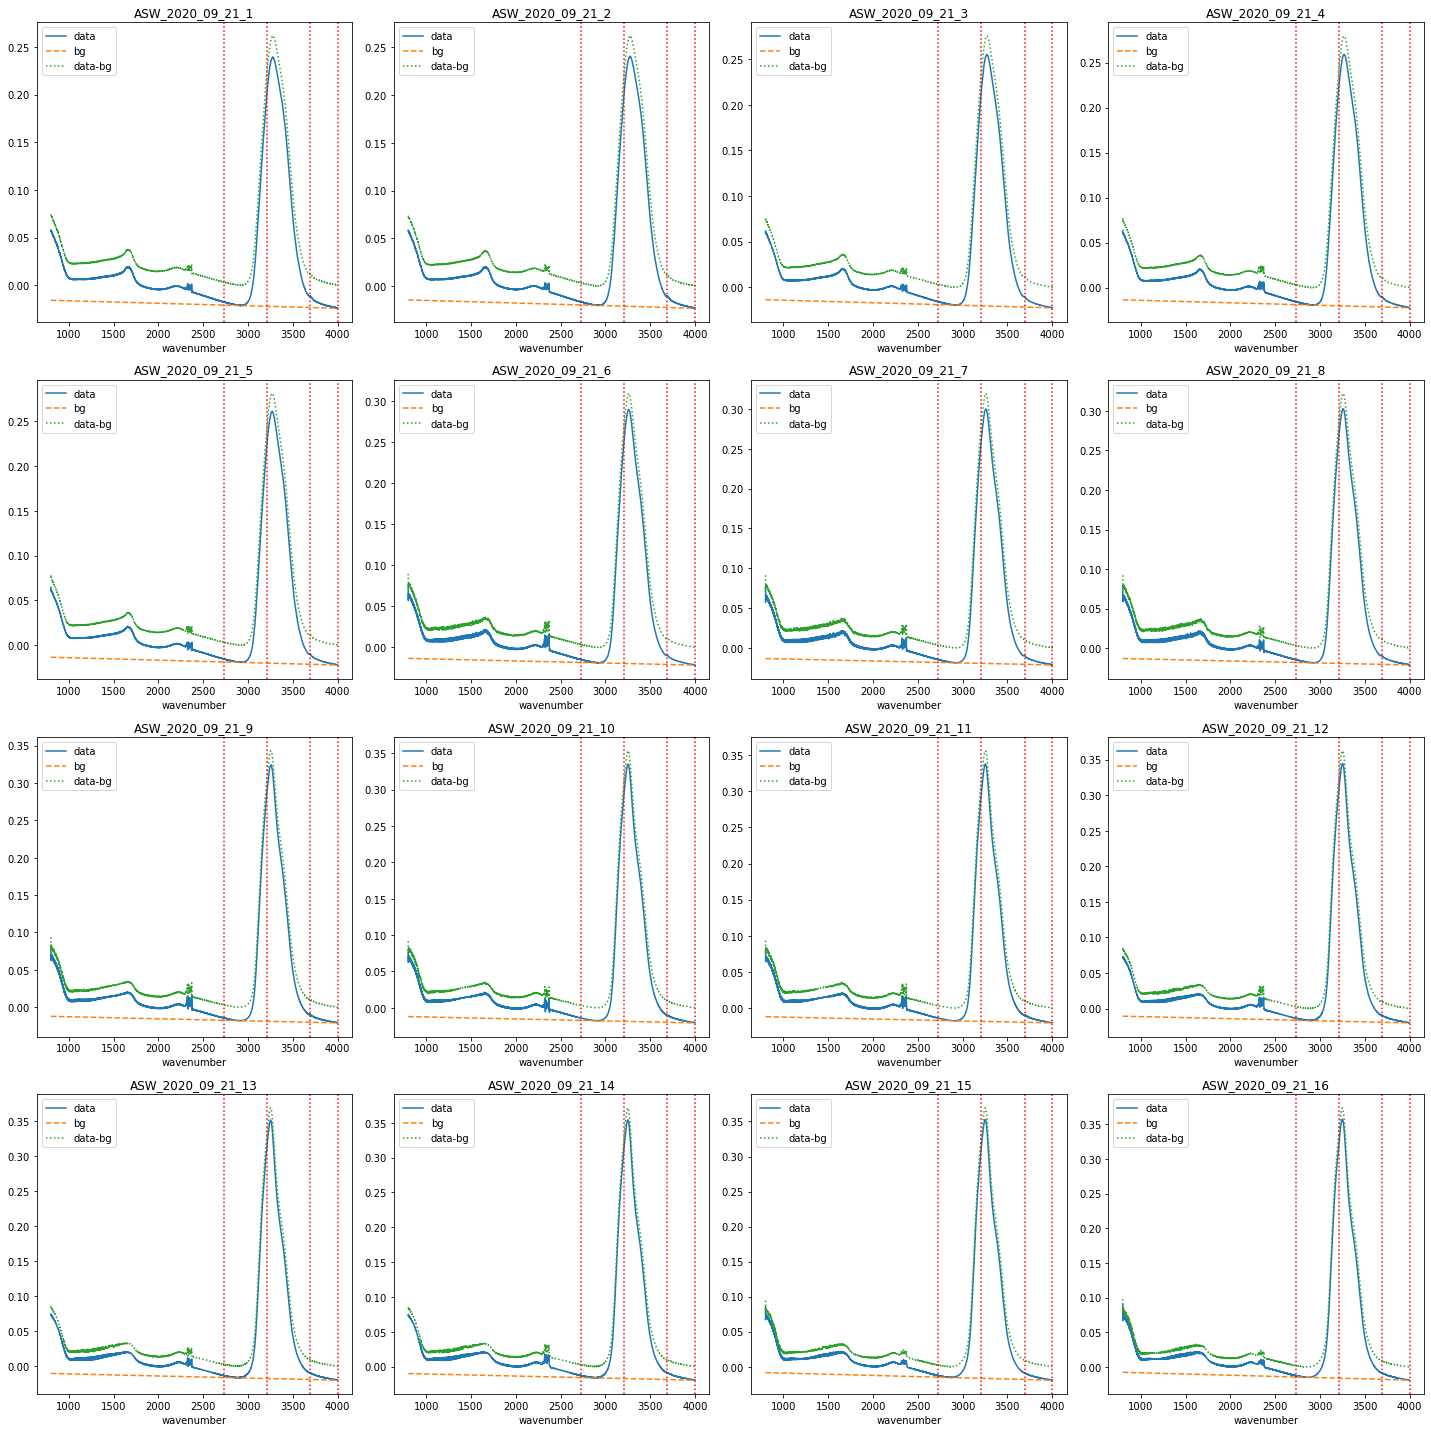 ASW_2020_09_21_1
data
bg
data-bg
0.25
0.20
0.15
0.10
0.05
0.00
1000 1500 2000 2500 3000 3500 4000
wavenumber
ASW_2020_09_21_2
data
bg
data-bg
0.25
0.20
0.15
0.10
0.05
0.00
1000 1500 2000 2500 3000 3500 4000
wavenumber
ASW_2020_09_21_3
data
bg
data-bg
0.25
0.20
0.15
0.10
0.05
0.00
1000 1500 2000 2500 3000 3500 4000
wavenumber
ASW_2020_09_21_4
data
bg
data-bg
0.25
0.20
0.15
0.10
0.05
0.00
1000 1500 2000 2500 3000 3500 4000
wavenumber
ASW_2020_09_21_5
data
bg
data-bg
0.25
0.20
0.15
0.10
0.05
0.00
1000 1500 2000 2500 3000 3500 4000
wavenumber
ASW_2020_09_21_6
data
bg
data-bg
0.30
0.25
0.20
0.15
0.10
0.05
0.00
1000 1500 2000 2500 3000 3500 4000
wavenumber
ASW_2020_09_21_7
data
bg
data-bg
0.30
0.25
0.20
0.15
0.10
0.05
0.00
1000 1500 2000 2500 3000 3500 4000
wavenumber
ASW_2020_09_21_8
data
bg
data-bg
0.30
0.25
0.20
0.15
0.10
0.05
0.00
1000 1500 2000 2500 3000 3500 4000
wavenumber
ASW_2020_09_21_9
data
bg
data-bg
0.35
0.30
0.25
0.20
0.15
0.10
0.05
0.00
1000 1500 2000 2500 3000 3500 4000
wavenumber
ASW_2020_09_21_10
data
bg
data-bg
0.35
0.30
0.25
0.20
0.15
0.10
0.05
0.00
1000 1500 2000 2500 3000 3500 4000
wavenumber
ASW_2020_09_21_11
data
bg
data-bg
0.35
0.30
0.25
0.20
0.15
0.10
0.05
0.00
1000 1500 2000 2500 3000 3500 4000
wavenumber
ASW_2020_09_21_12
data
bg
data-bg
0.35
0.30
0.25
0.20
0.15
0.10
0.05
0.00
1000 1500 2000 2500 3000 3500 4000
wavenumber
ASW_2020_09_21_13
data
bg
data-bg
0.35
0.30
0.25
0.20
0.15
0.10
0.05
0.00
1000 1500 2000 2500 3000 3500 4000
wavenumber
ASW_2020_09_21_14
data
bg
data-bg
0.35
0.30
0.25
0.20
0.15
0.10
0.05
0.00
1000 1500 2000 2500 3000 3500 4000
wavenumber
ASW_2020_09_21_15
data
bg
data-bg
0.35
0.30
0.25
0.20
0.15
0.10
0.05
0.00
1000 1500 2000 2500 3000 3500 4000
wavenumber
ASW_2020_09_21_16
data
bg
data-bg
0.35
0.30
0.25
0.20
0.15
0.10
0.05
0.00
1000 1500 2000 2500 3000 3500 4000
wavenumber